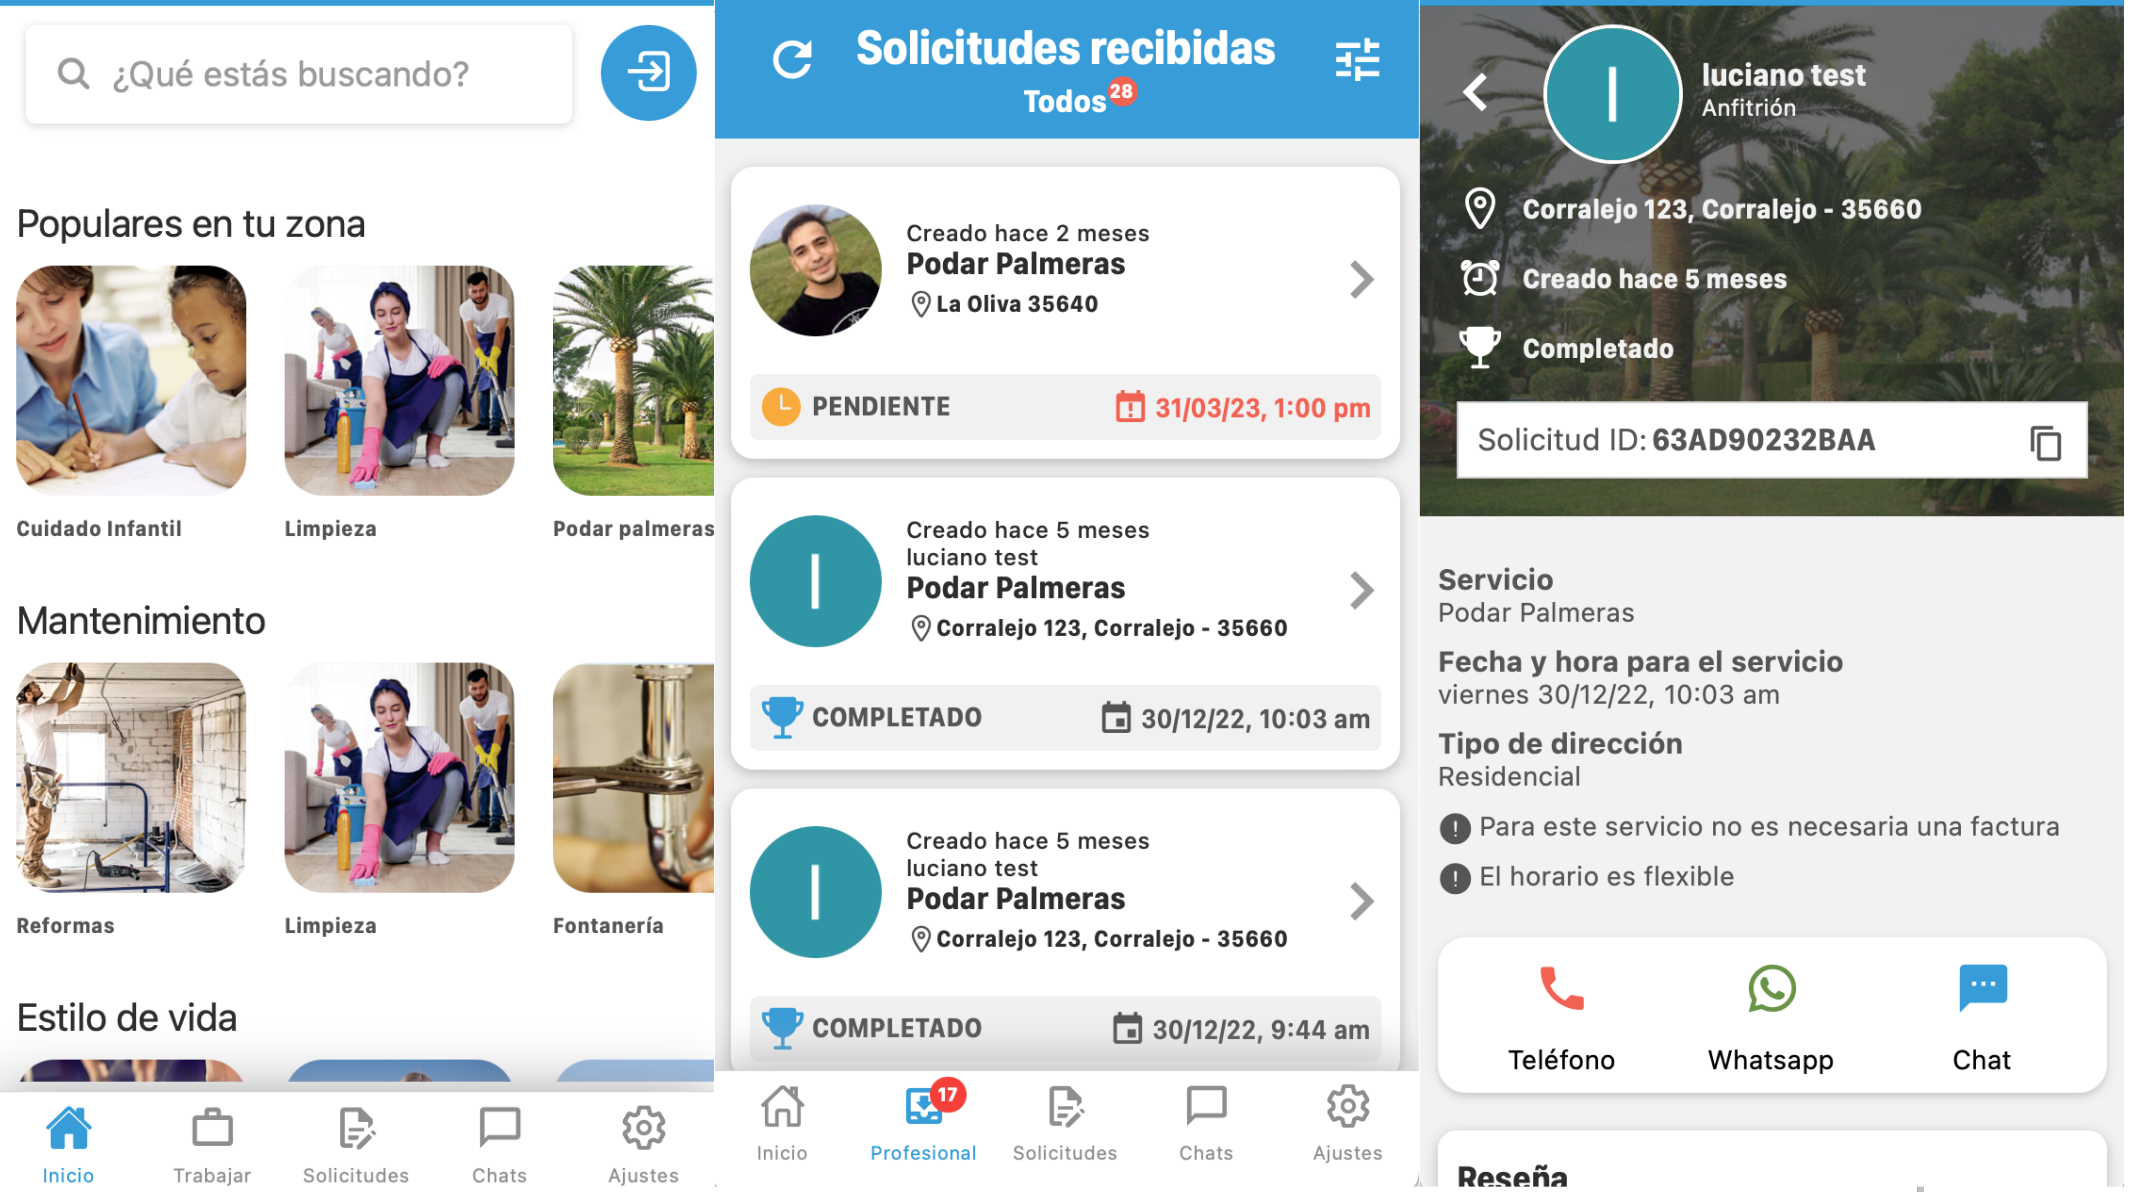 ¿Qué estás buscando?
Populares en tu zona
Cuidado Infantil
Limpieza
Podar palmeras
Mantenimiento
Reformas
Limpieza
Fontanería
Estilo de vida
Inicio
Trabajar
Solicitudes
Chats
Ajustes
Solicitudes recibidas
Todos 28
Creado hace 2 meses
Podar Palmeras
La Oliva 35640
PENDIENTE
31/03/23, 1:00 pm
I
Creado hace 5 meses
luciano test
Podar Palmeras
Corralejo 123, Corralejo - 35660
COMPLETADO
30/12/22, 10:03 am
I
Creado hace 5 meses
luciano test
Podar Palmeras
Corralejo 123, Corralejo - 35660
COMPLETADO
30/12/22, 9:44 am
Inicio
17
Profesional
Solicitudes
Chats
Ajustes
I
luciano test
Anfitrión
Corralejo 123, Corralejo - 35660
Creado hace 5 meses
Completado
Solicitud ID: 63AD90232BAA
Servicio
Podar Palmeras
Fecha y hora para el servicio
viernes 30/12/22, 10:03 am
Tipo de dirección
Residencial
Para este servicio no es necesaria una factura
El horario es flexible
Teléfono
Whatsapp
Chat
Reseña